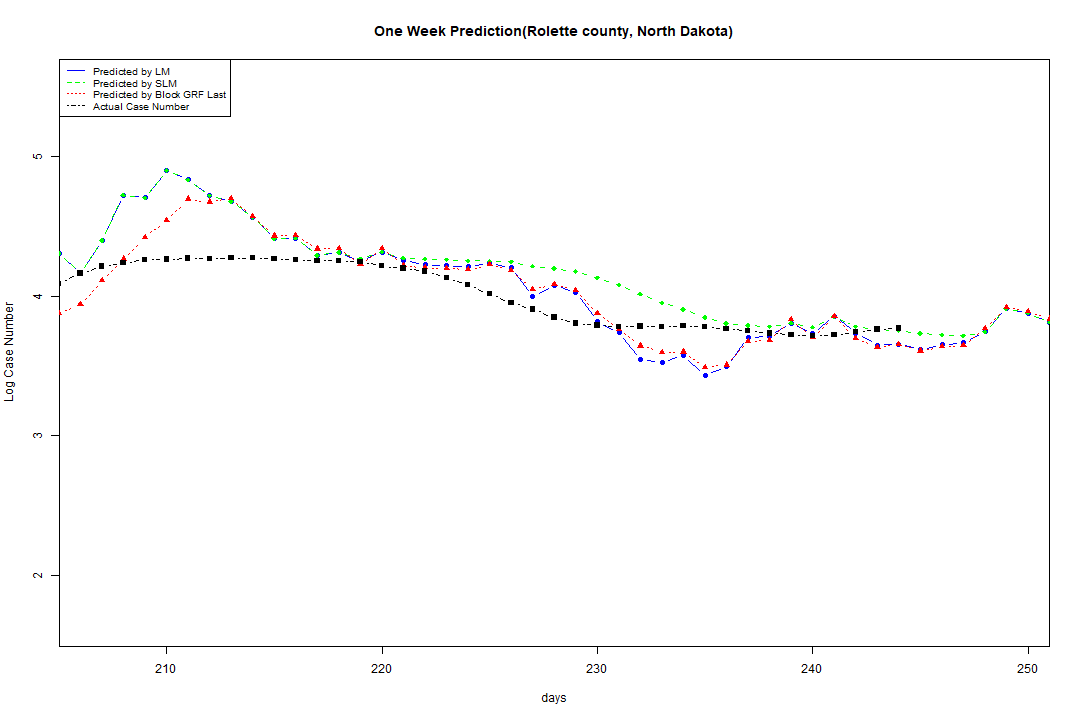 One Week Prediction(Rolette county, North Dakota)
Predicted by LM
Predicted by SLM
Predicted by Block GRF Last
Actual Case Number
5
4
3
2
Log Case Number
210 220 230 240 250
days